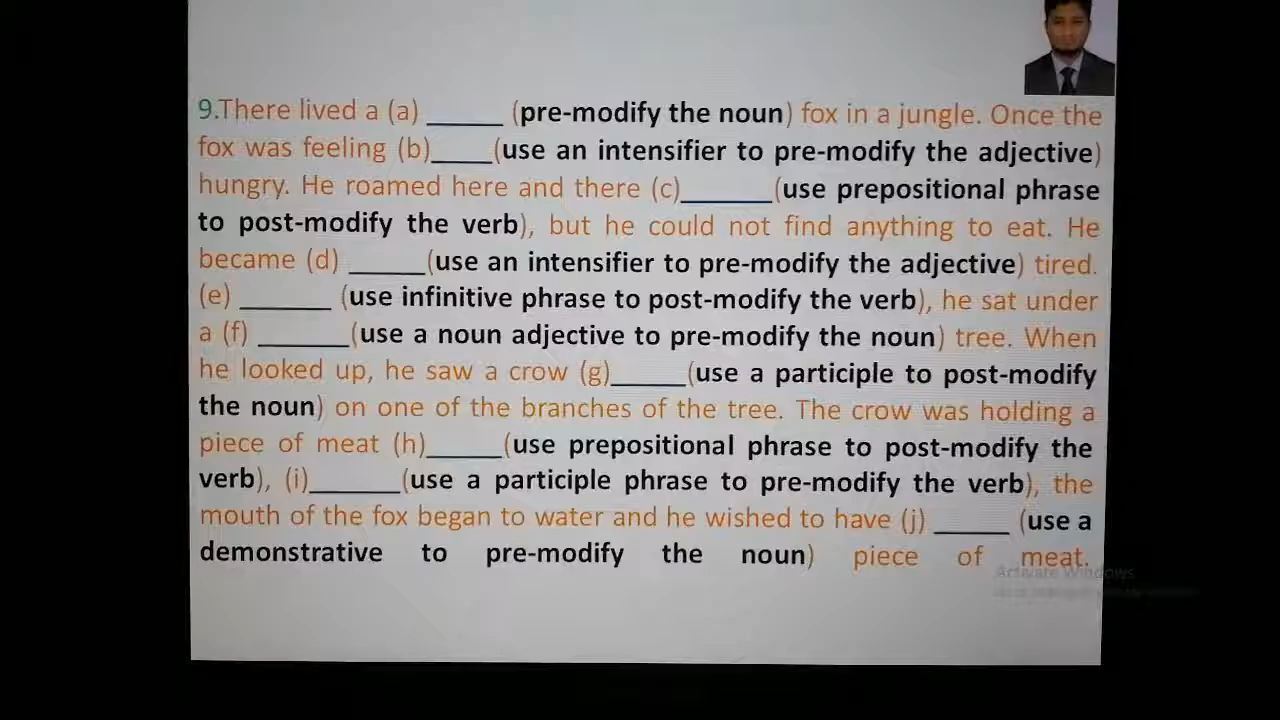 9.There lived a (a) ______ (pre-modify the noun) fox in a jungle. Once the
fox was feeling (b)_____(use an intensifier to pre-modify the adjective)
hungry. He roamed here and there (c)_______(use prepositional phrase
to post-modify the verb), but he could not find anything to eat. He
became (d) ______(use an intensifier to pre-modify the adjective) tired.
(e) _______ (use infinitive phrase to post-modify the verb), he sat under
a (f) _______(use a noun adjective to pre-modify the noun) tree. When
he looked up, he saw a crow (g)______(use a participle to post-modify
the noun) on one of the branches of the tree. The crow was holding a
piece of meat (h)______(use prepositional phrase to post-modify the
verb), (i)_______(use a participle phrase to pre-modify the verb), the
mouth of the fox began to water and he wished to have (j) ______ (use a
demonstrative to pre-modify the noun) piece of meat.
Activate Windows